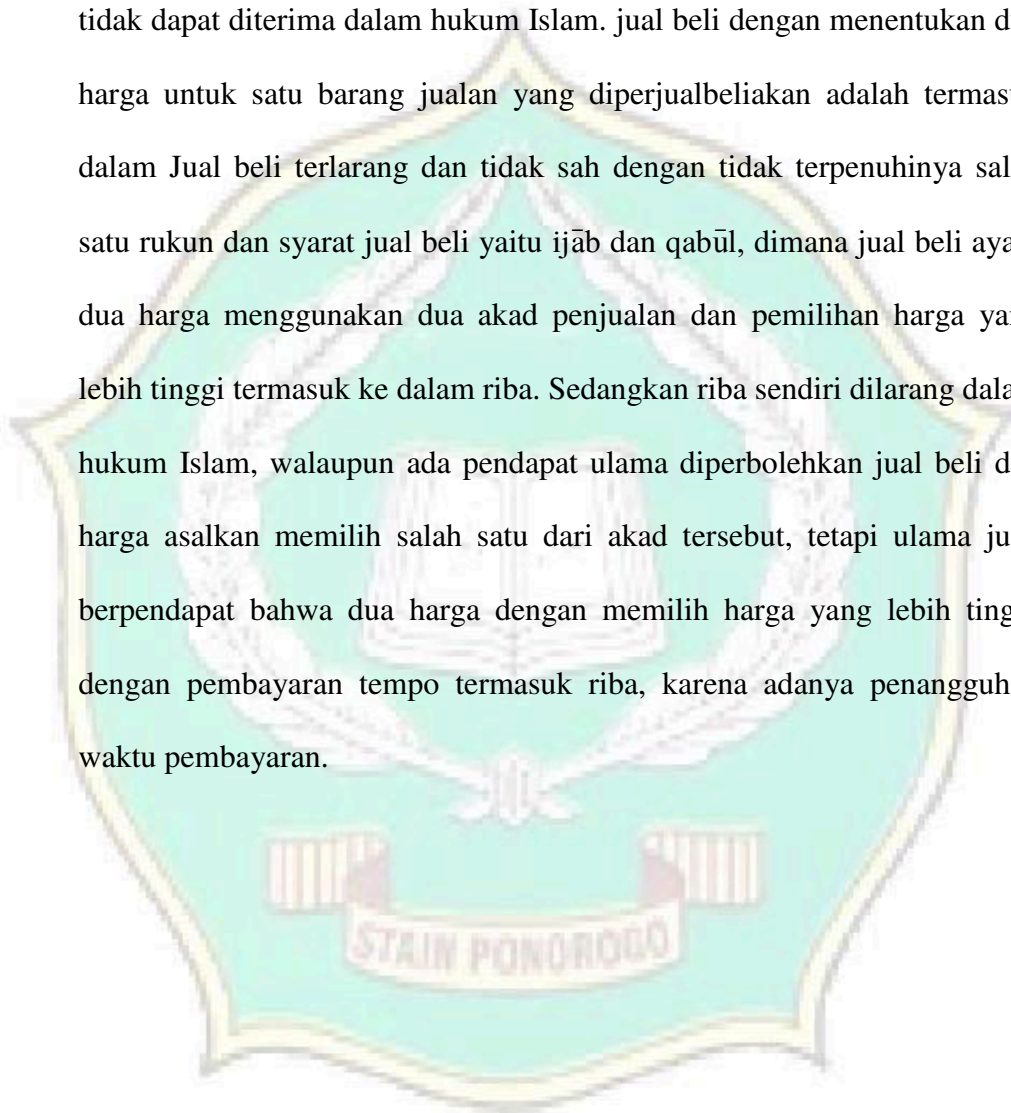 tidak dapat diterima dalam hukum Islam. jual beli dengan menentukan
harga untuk satu barang jualan yang diperjualbeliakan adalah
dalam Jual beli terlarang dan tidak sah dengan tidak terpenuhinya
satu rukun dan syarat jual beli yaitu ijāb dan qabūl, dimana jual beli
dua harga menggunakan dua akad penjualan dan pemilihan harga
lebih tinggi termasuk ke dalam riba. Sedangkan riba sendiri dilarang
hukum Islam, walaupun ada pendapat ulama diperbolehkan jual beli
harga asalkan memilih salah satu dari akad tersebut, tetapi ulama
berpendapat bahwa dua harga dengan memilih harga yang lebih
dengan pembayaran tempo termasuk riba, karena adanya
waktu pembayaran.
STAIN PONOROGO